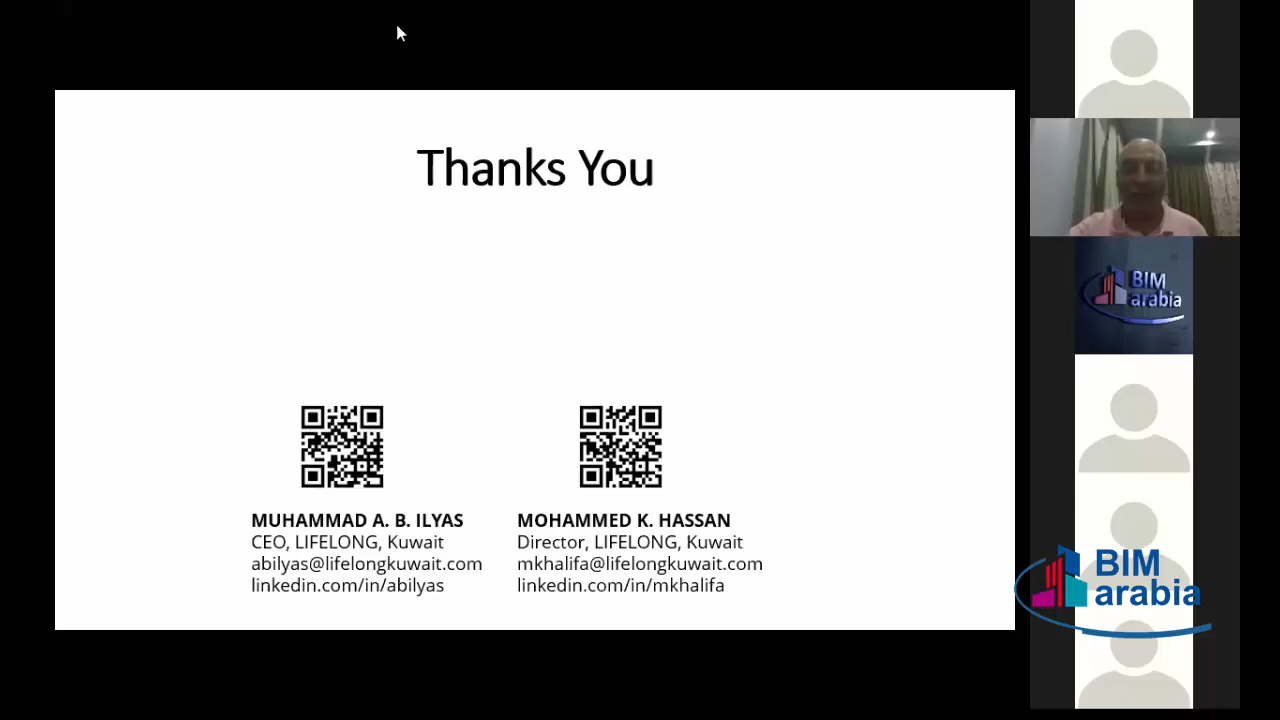 Thanks You
MUHAMMAD A. B. ILYAS
CEO, LIFELONG, Kuwait
abilyas@lifelongkuwait.com
linkedin.com/in/abilyas
MOHAMMED K. HASSAN
Director, LIFELONG, Kuwait
mkhalifa@lifelongkuwait.com
linkedin.com/in/mkhalifa
BIM
arabia
BIM
arabia